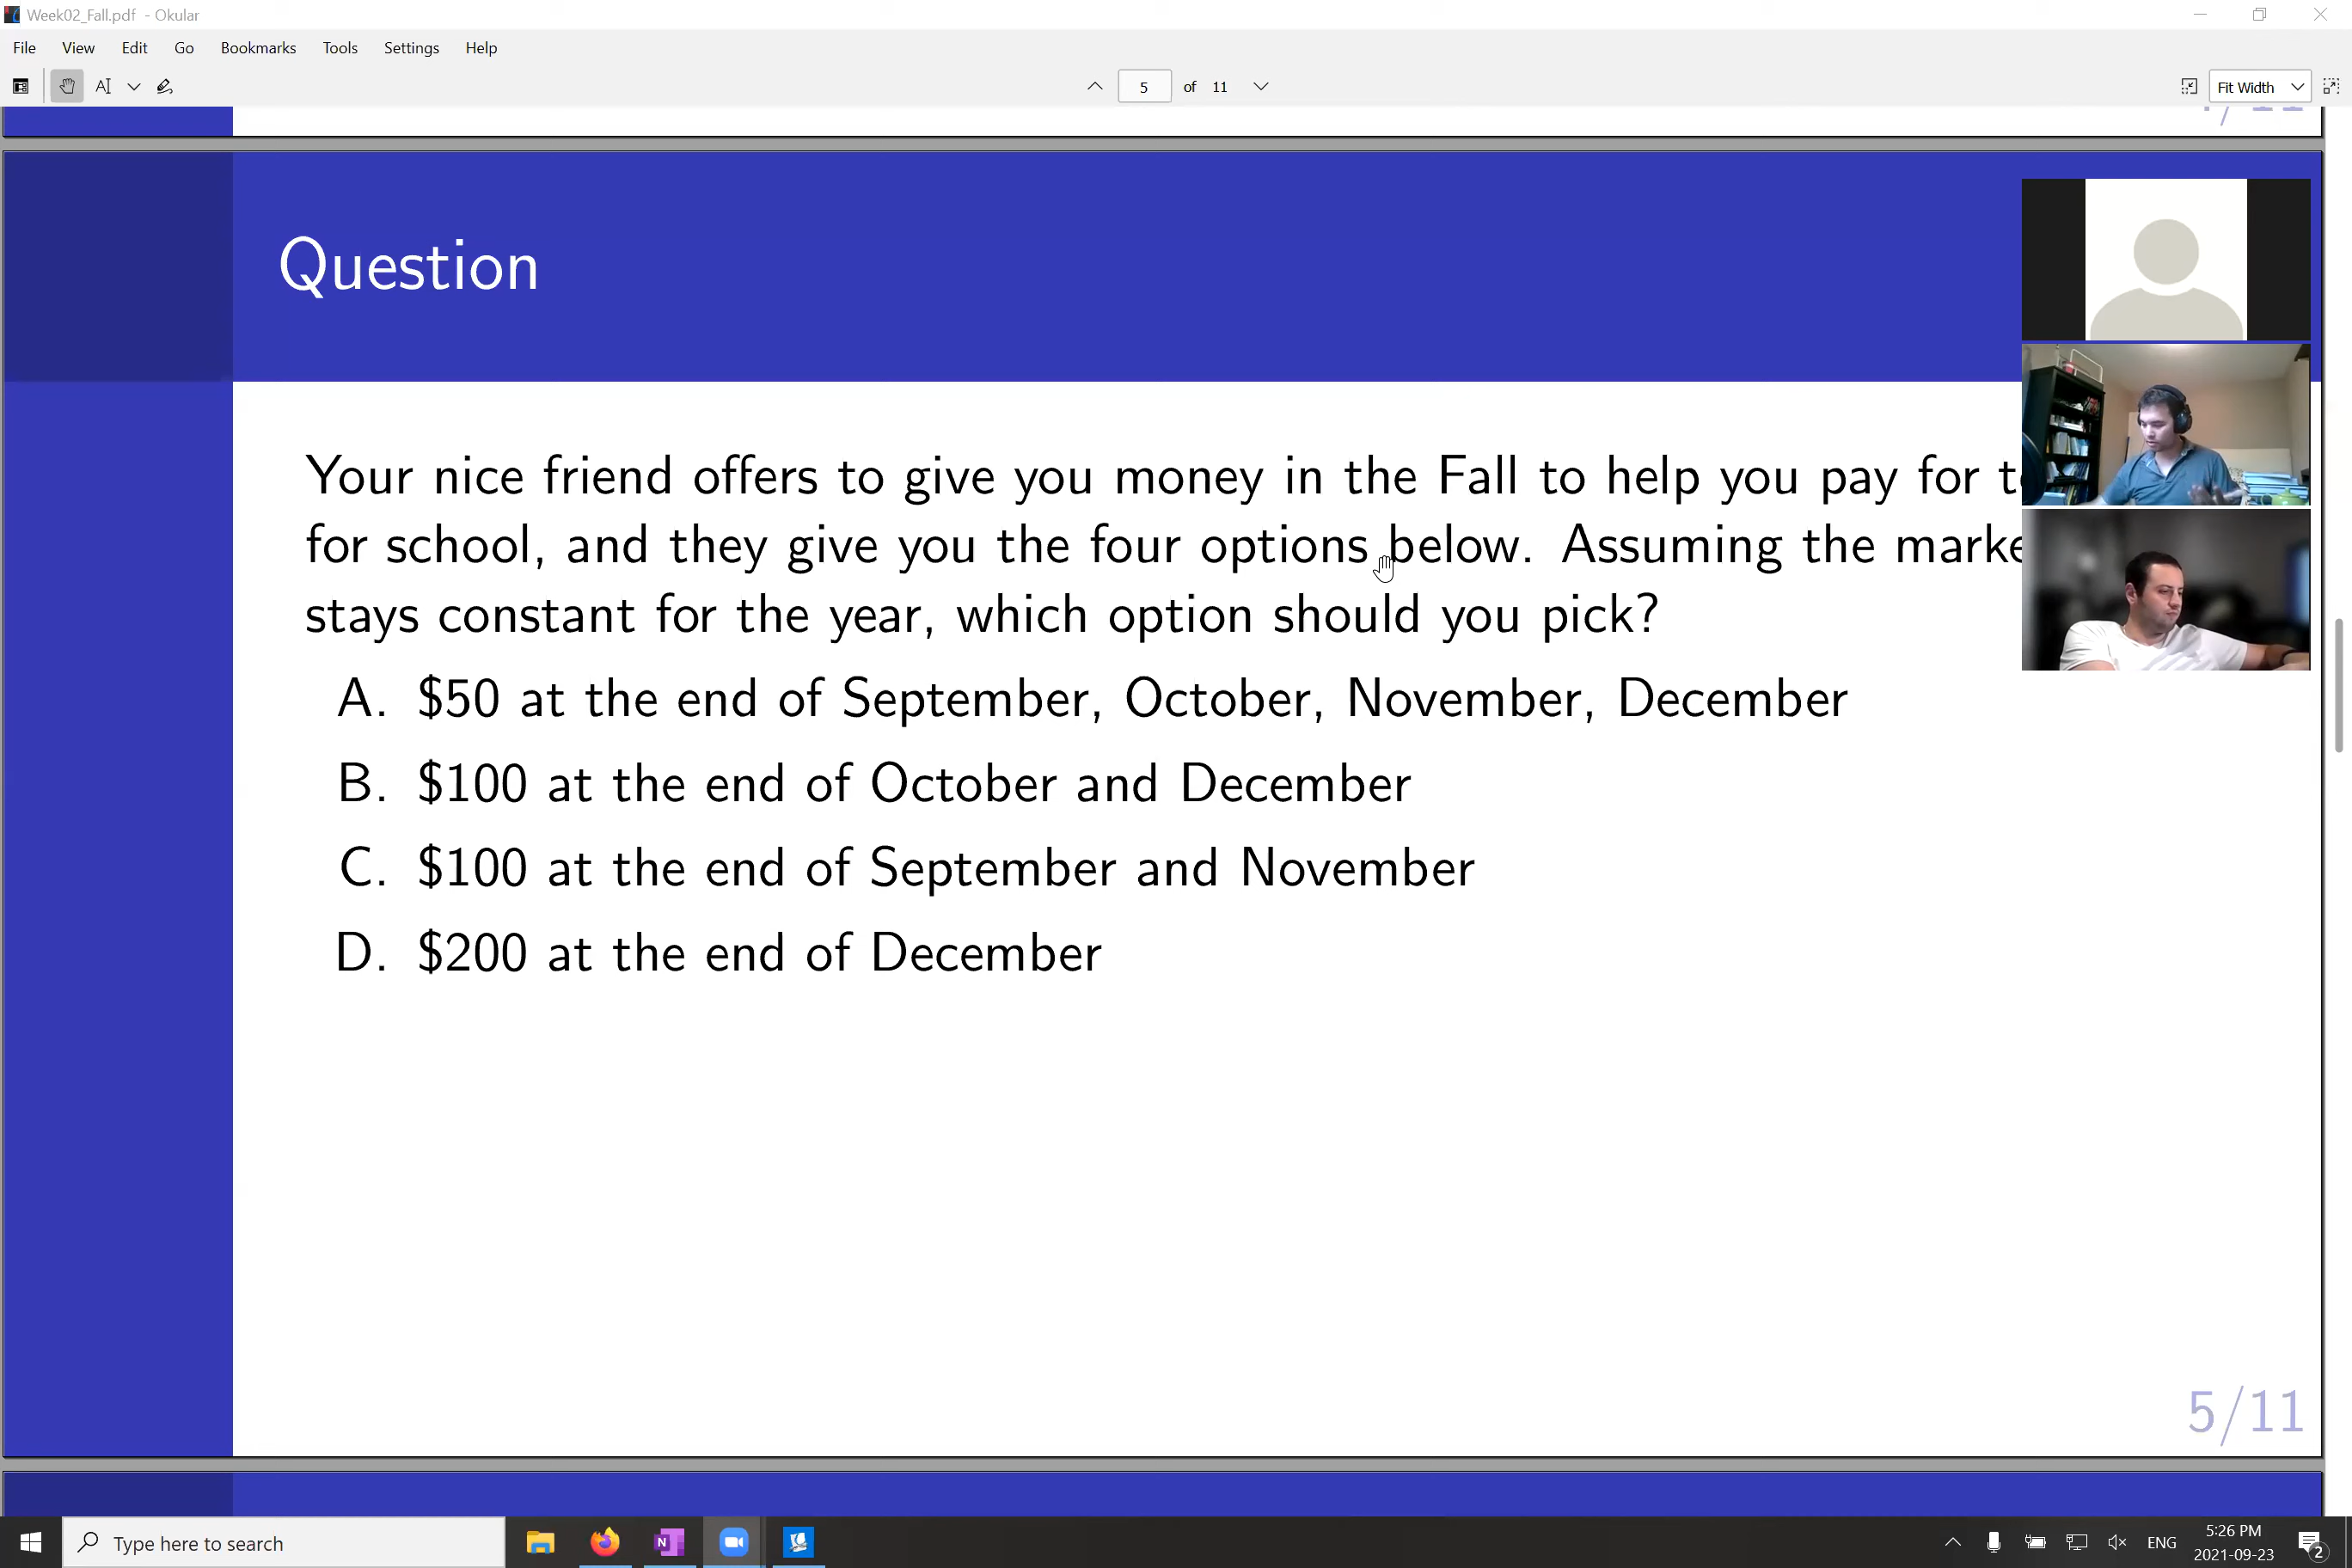 Week02_Fall.pdf - Okular
File View Edit Go Bookmarks Tools Settings Help
5 of 11
Fit Width
Question
Your nice friend offers to give you money in the Fall to help you pay for
for school, and they give you the four options below. Assuming the
stays constant for the year, which option should you pick?
A. $50 at the end of September, October, November, December
B. $100 at the end of October and December
C. $100 at the end of September and November
D. $200 at the end of December
5/11
Type here to search
ENG
5:26 PM
2021-09-23
2